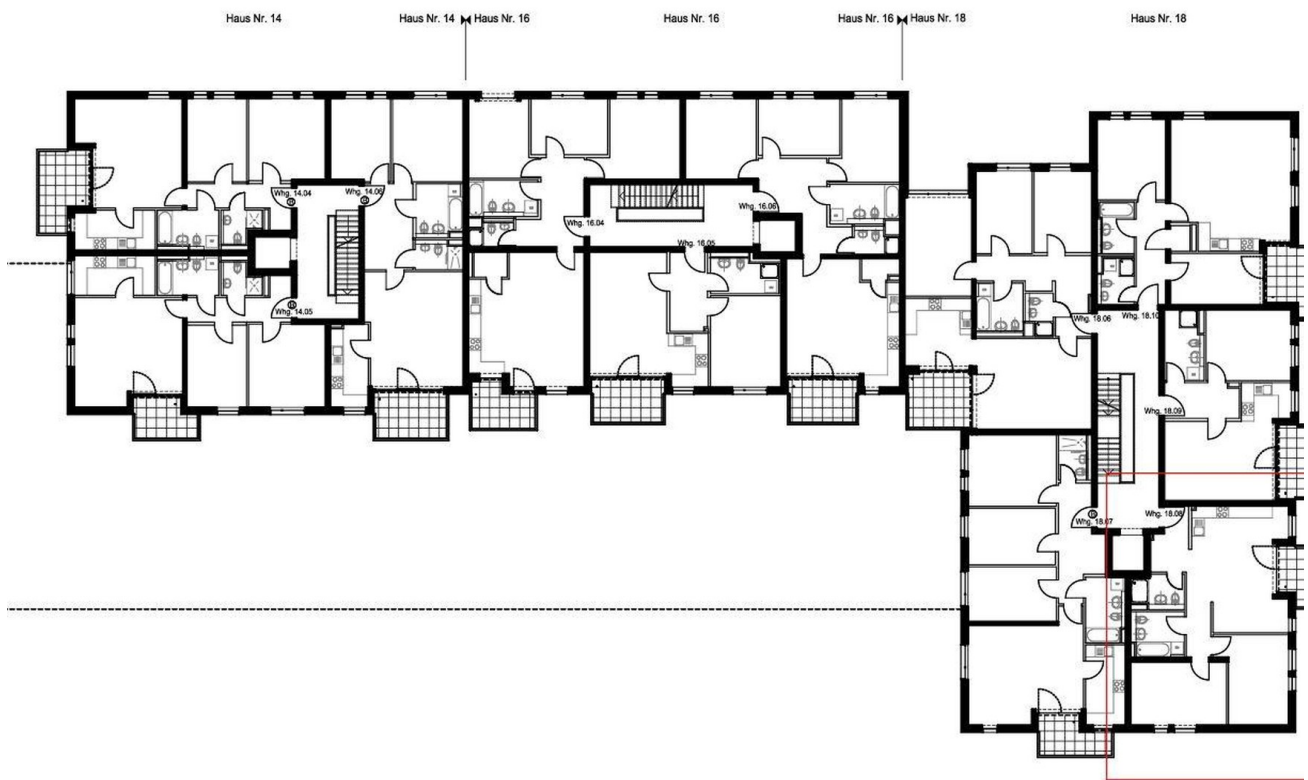 Haus Nr. 14
Haus Nr. 14
Haus Nr. 16
Haus Nr. 16
Haus Nr. 16
Haus Nr. 18
Haus Nr. 18
Whg. 14.04
Whg. 14.06
Whg. 16.04
Whg. 16.06
Whg. 16.05
Whg. 14.05
Whg. 18.06
Whg. 18.10
Whg. 18.09
Whg. 18.07
Whg. 18.08